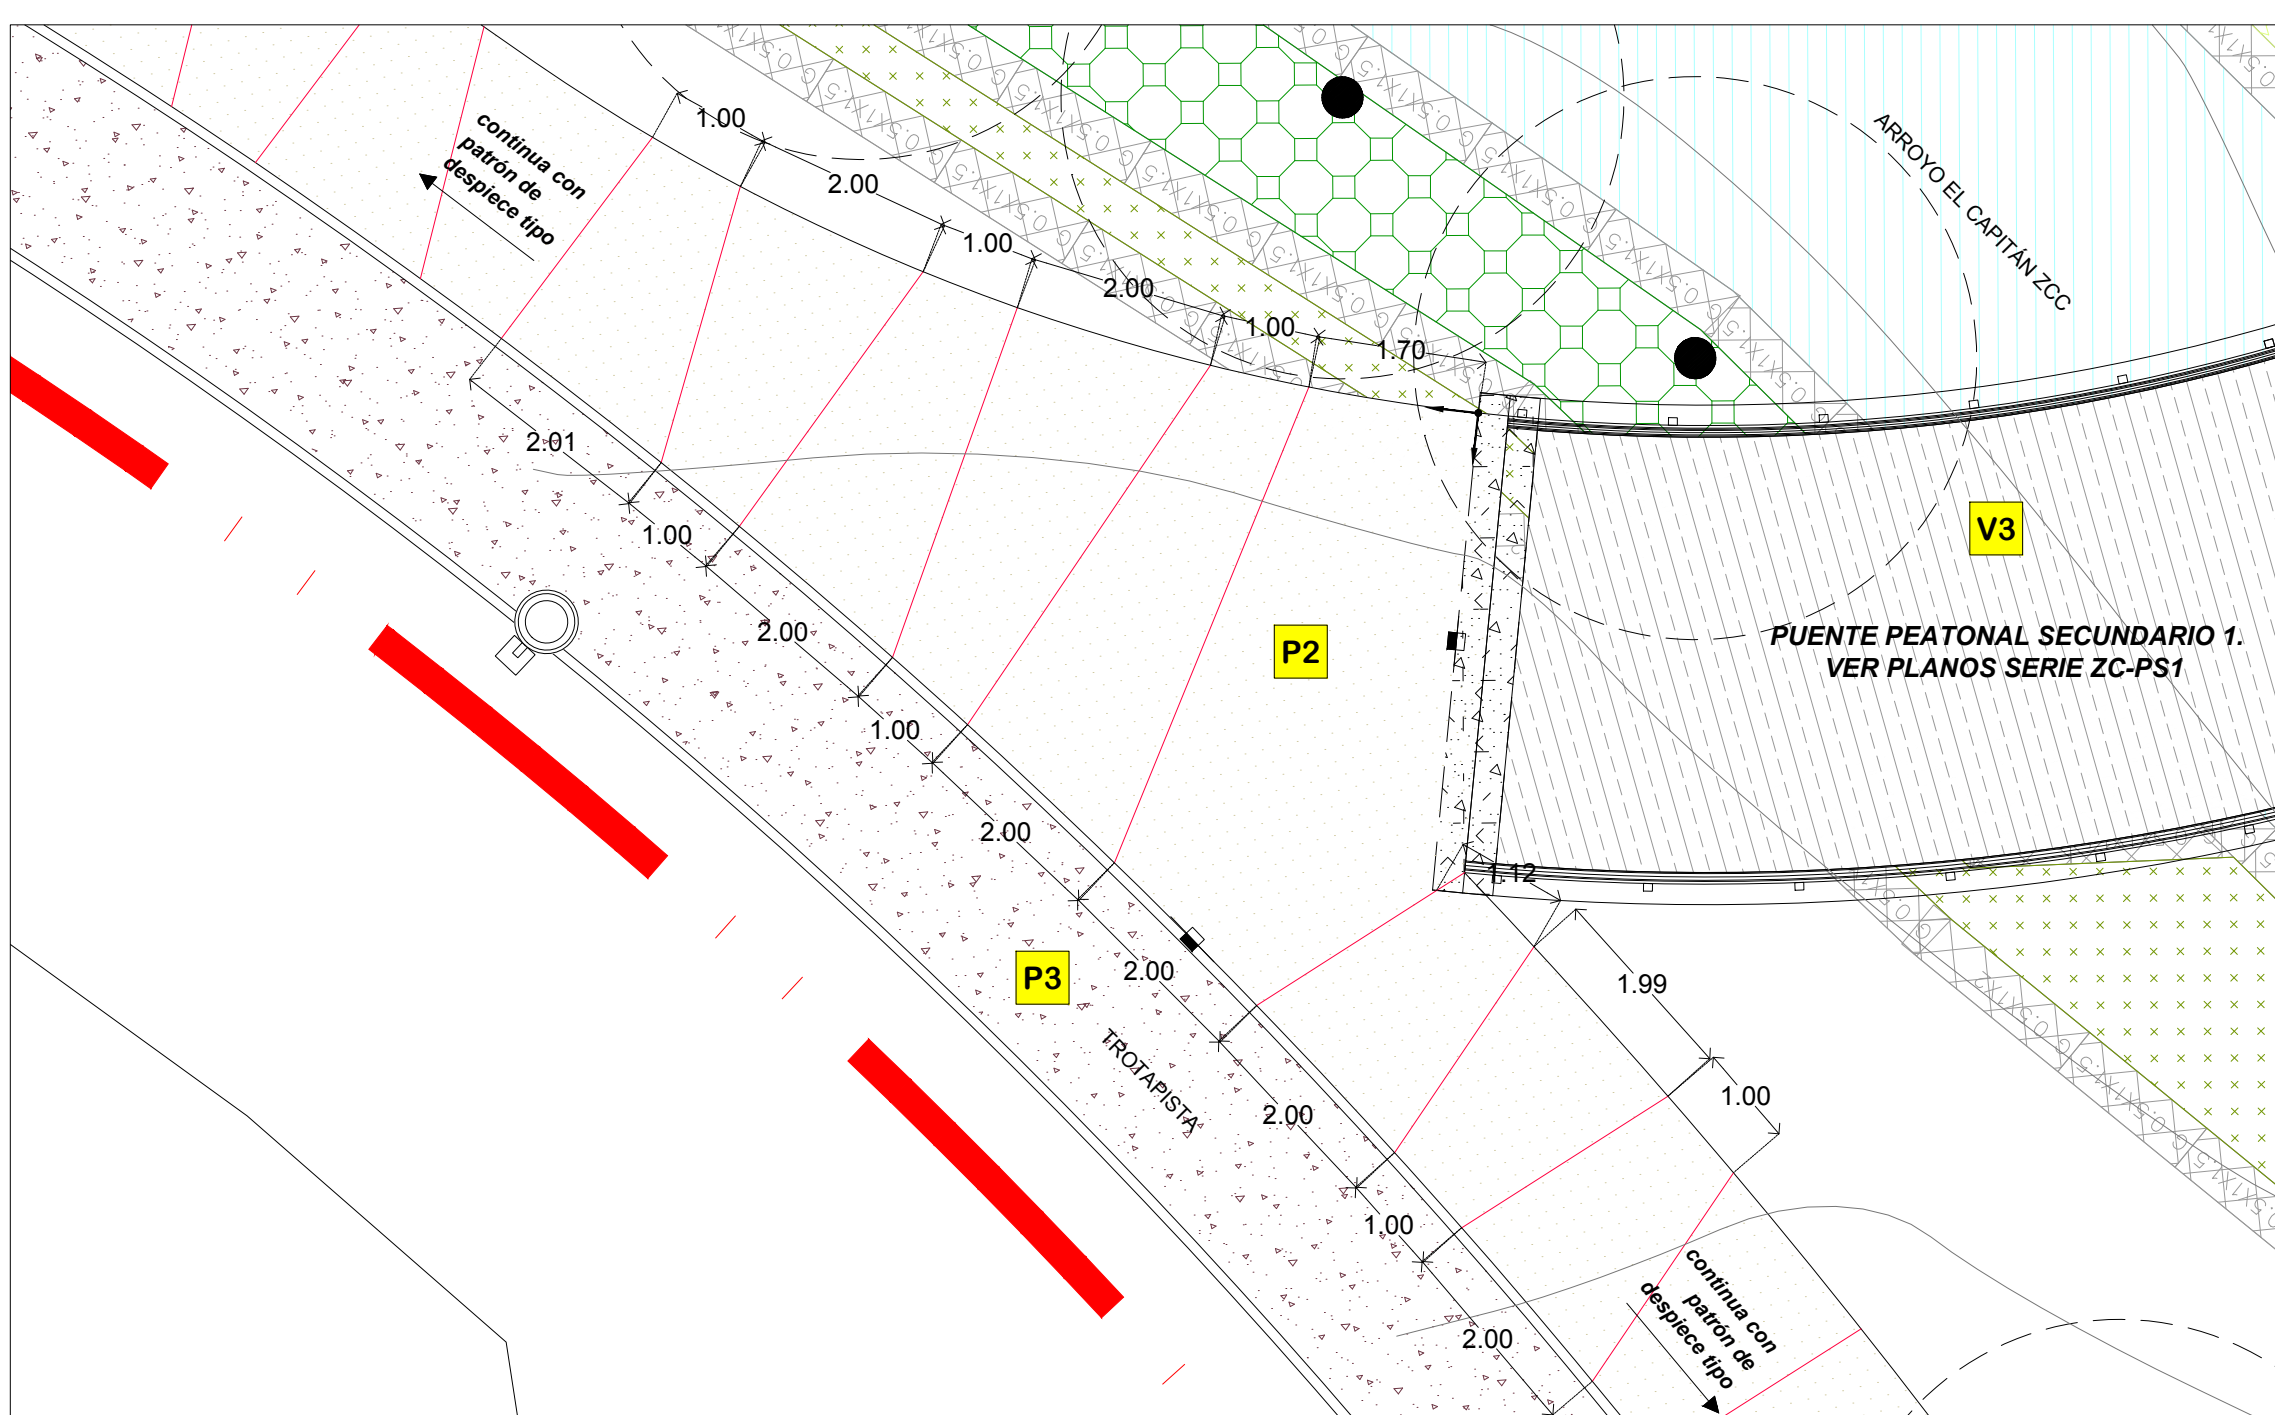 continua con
patrón de
despiece tipo
1.00
2.00
1.00
2.00
1.00
1.70
ARROYO EL CAPITÁN ZCC
2.01
1.00
2.00
1.00
2.00
2.00
2.00
1.00
2.00
V3
P2
PUENTE PEATONAL SECUNDARIO 1.
VER PLANOS SERIE ZC-PS1
1.12
1.99
1.00
P3
TROTAPISTA
continua con
patrón de
despiece tipo